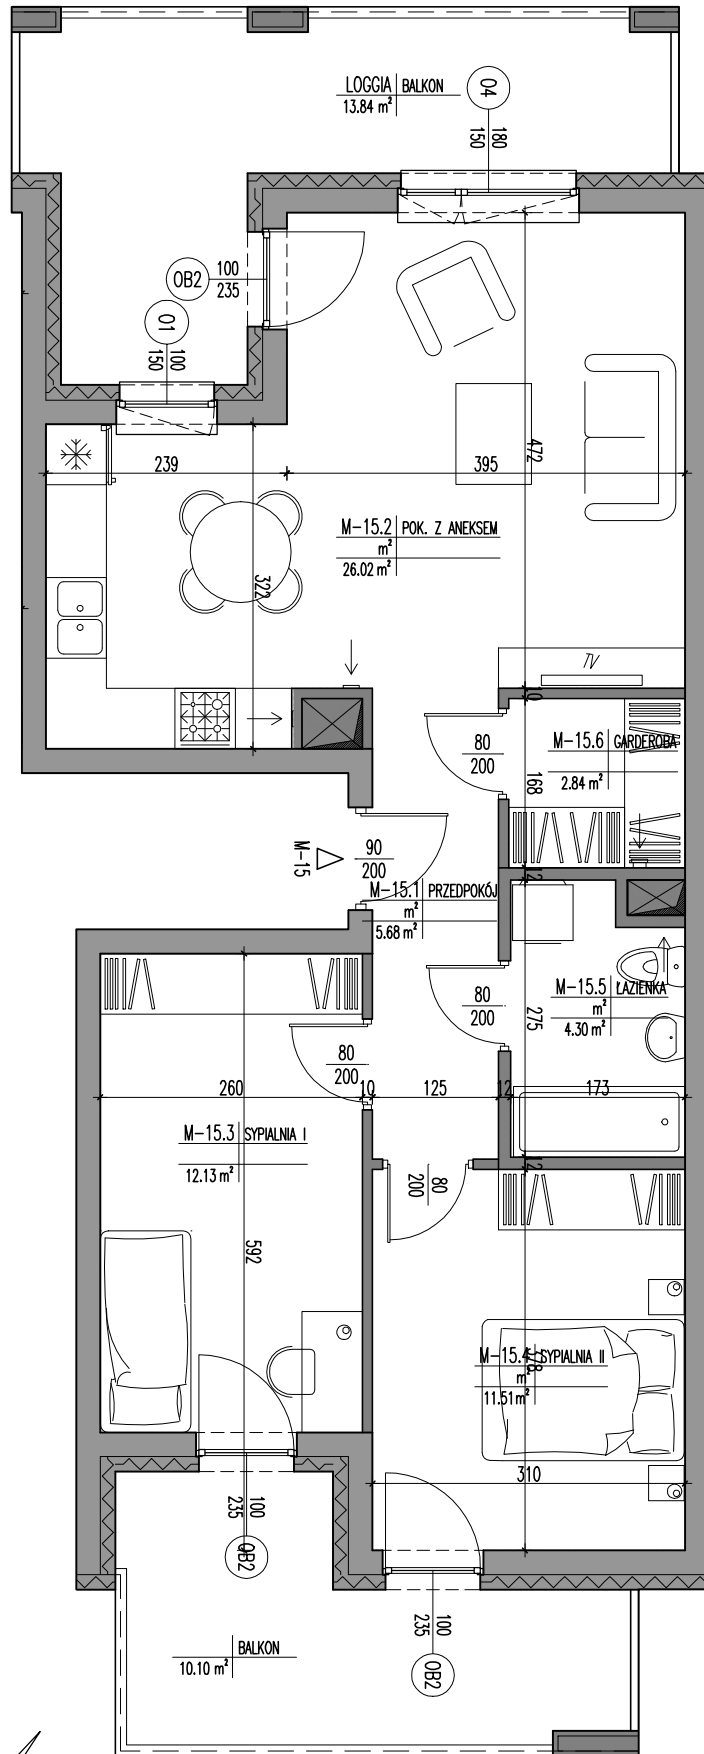 LOGGIA BALKON
13.84 m²
04
180
150
OB2
100
235
01
100
150
239
395
472
M-15.2 POK. Z ANEKSEM
m²
26.02 m²
322
TV
10
80
200
M-15.6 GARDEROBA
2.84 m²
168
M-15
90
200
12
M-15.1 PRZEDPOKÓJ
m²
5.68 m²
80
200
M-15.5 ŁAZIENKA
m²
4.30 m²
275
80
200
260
10
125
12
173
M-15.3 SYPIALNIA I
12.13 m²
12
80
200
592
M-15.4 SYPIALNIA II
m²
11.51 m²
378
310
100
235
OB2
100
235
OB2
BALKON
10.10 m²